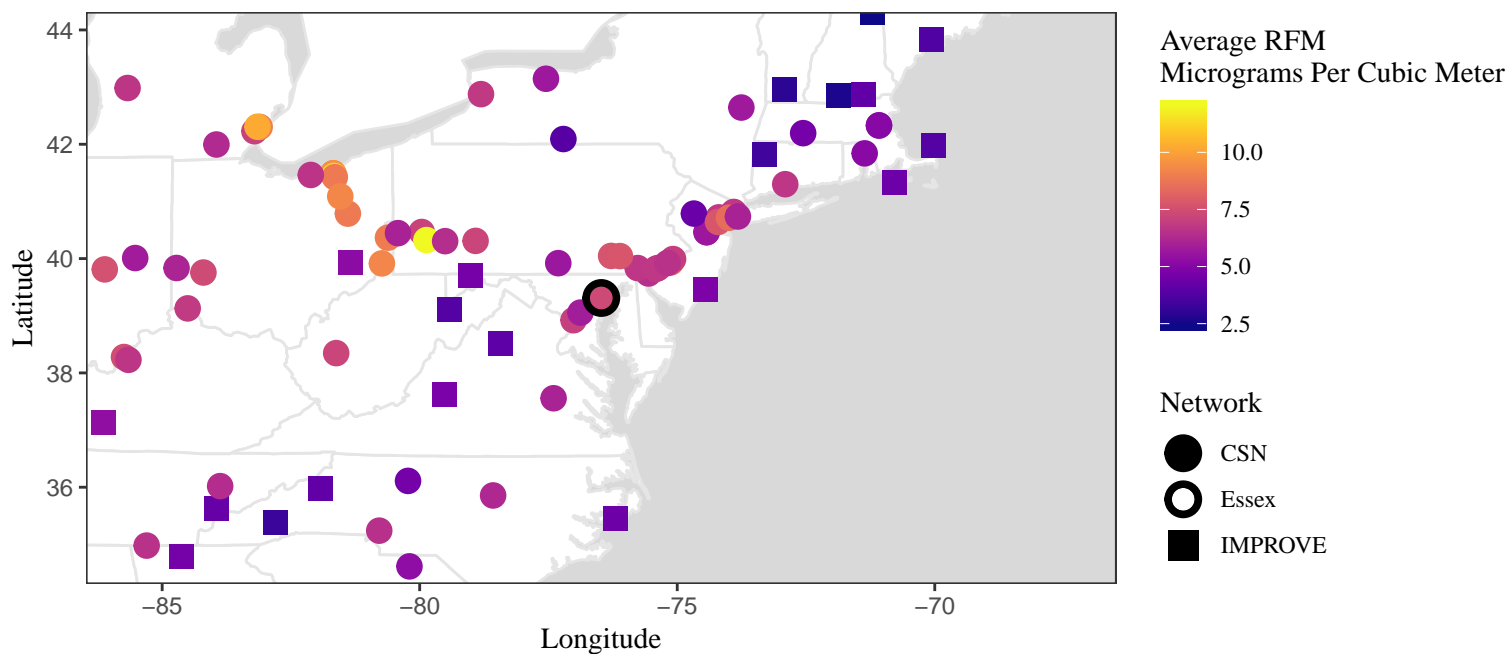 44
42
40
38
36
Latitude
−85
−80
−75
−70
Longitude
Average RFM
Micrograms Per Cubic Meter
10.0
7.5
5.0
2.5
Network
CSN
Essex
IMPROVE